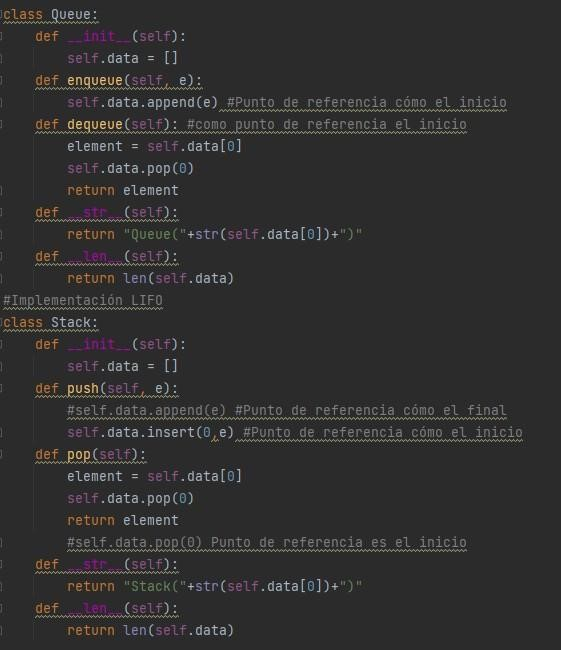 class Queue:
    def __init__(self):
        self.data = []
    def enqueue(self, e):
        self.data.append(e) #Punto de referencia cómo el inicio
    def dequeue(self): #como punto de referencia el inicio
        element = self.data[0]
        self.data.pop(0)
        return element
    def __str__(self):
        return "Queue("+str(self.data[0])+")"
    def __len__(self):
        return len(self.data)
#Implementación LIFO
class Stack:
    def __init__(self):
        self.data = []
    def push(self, e):
        #self.data.append(e) #Punto de referencia cómo el final
        self.data.insert(0,e) #Punto de referencia cómo el inicio
    def pop(self):
        element = self.data[0]
        self.data.pop(0)
        return element
        #self.data.pop(0) Punto de referencia es el inicio
    def __str__(self):
        return "Stack("+str(self.data[0])+")"
    def __len__(self):
        return len(self.data)